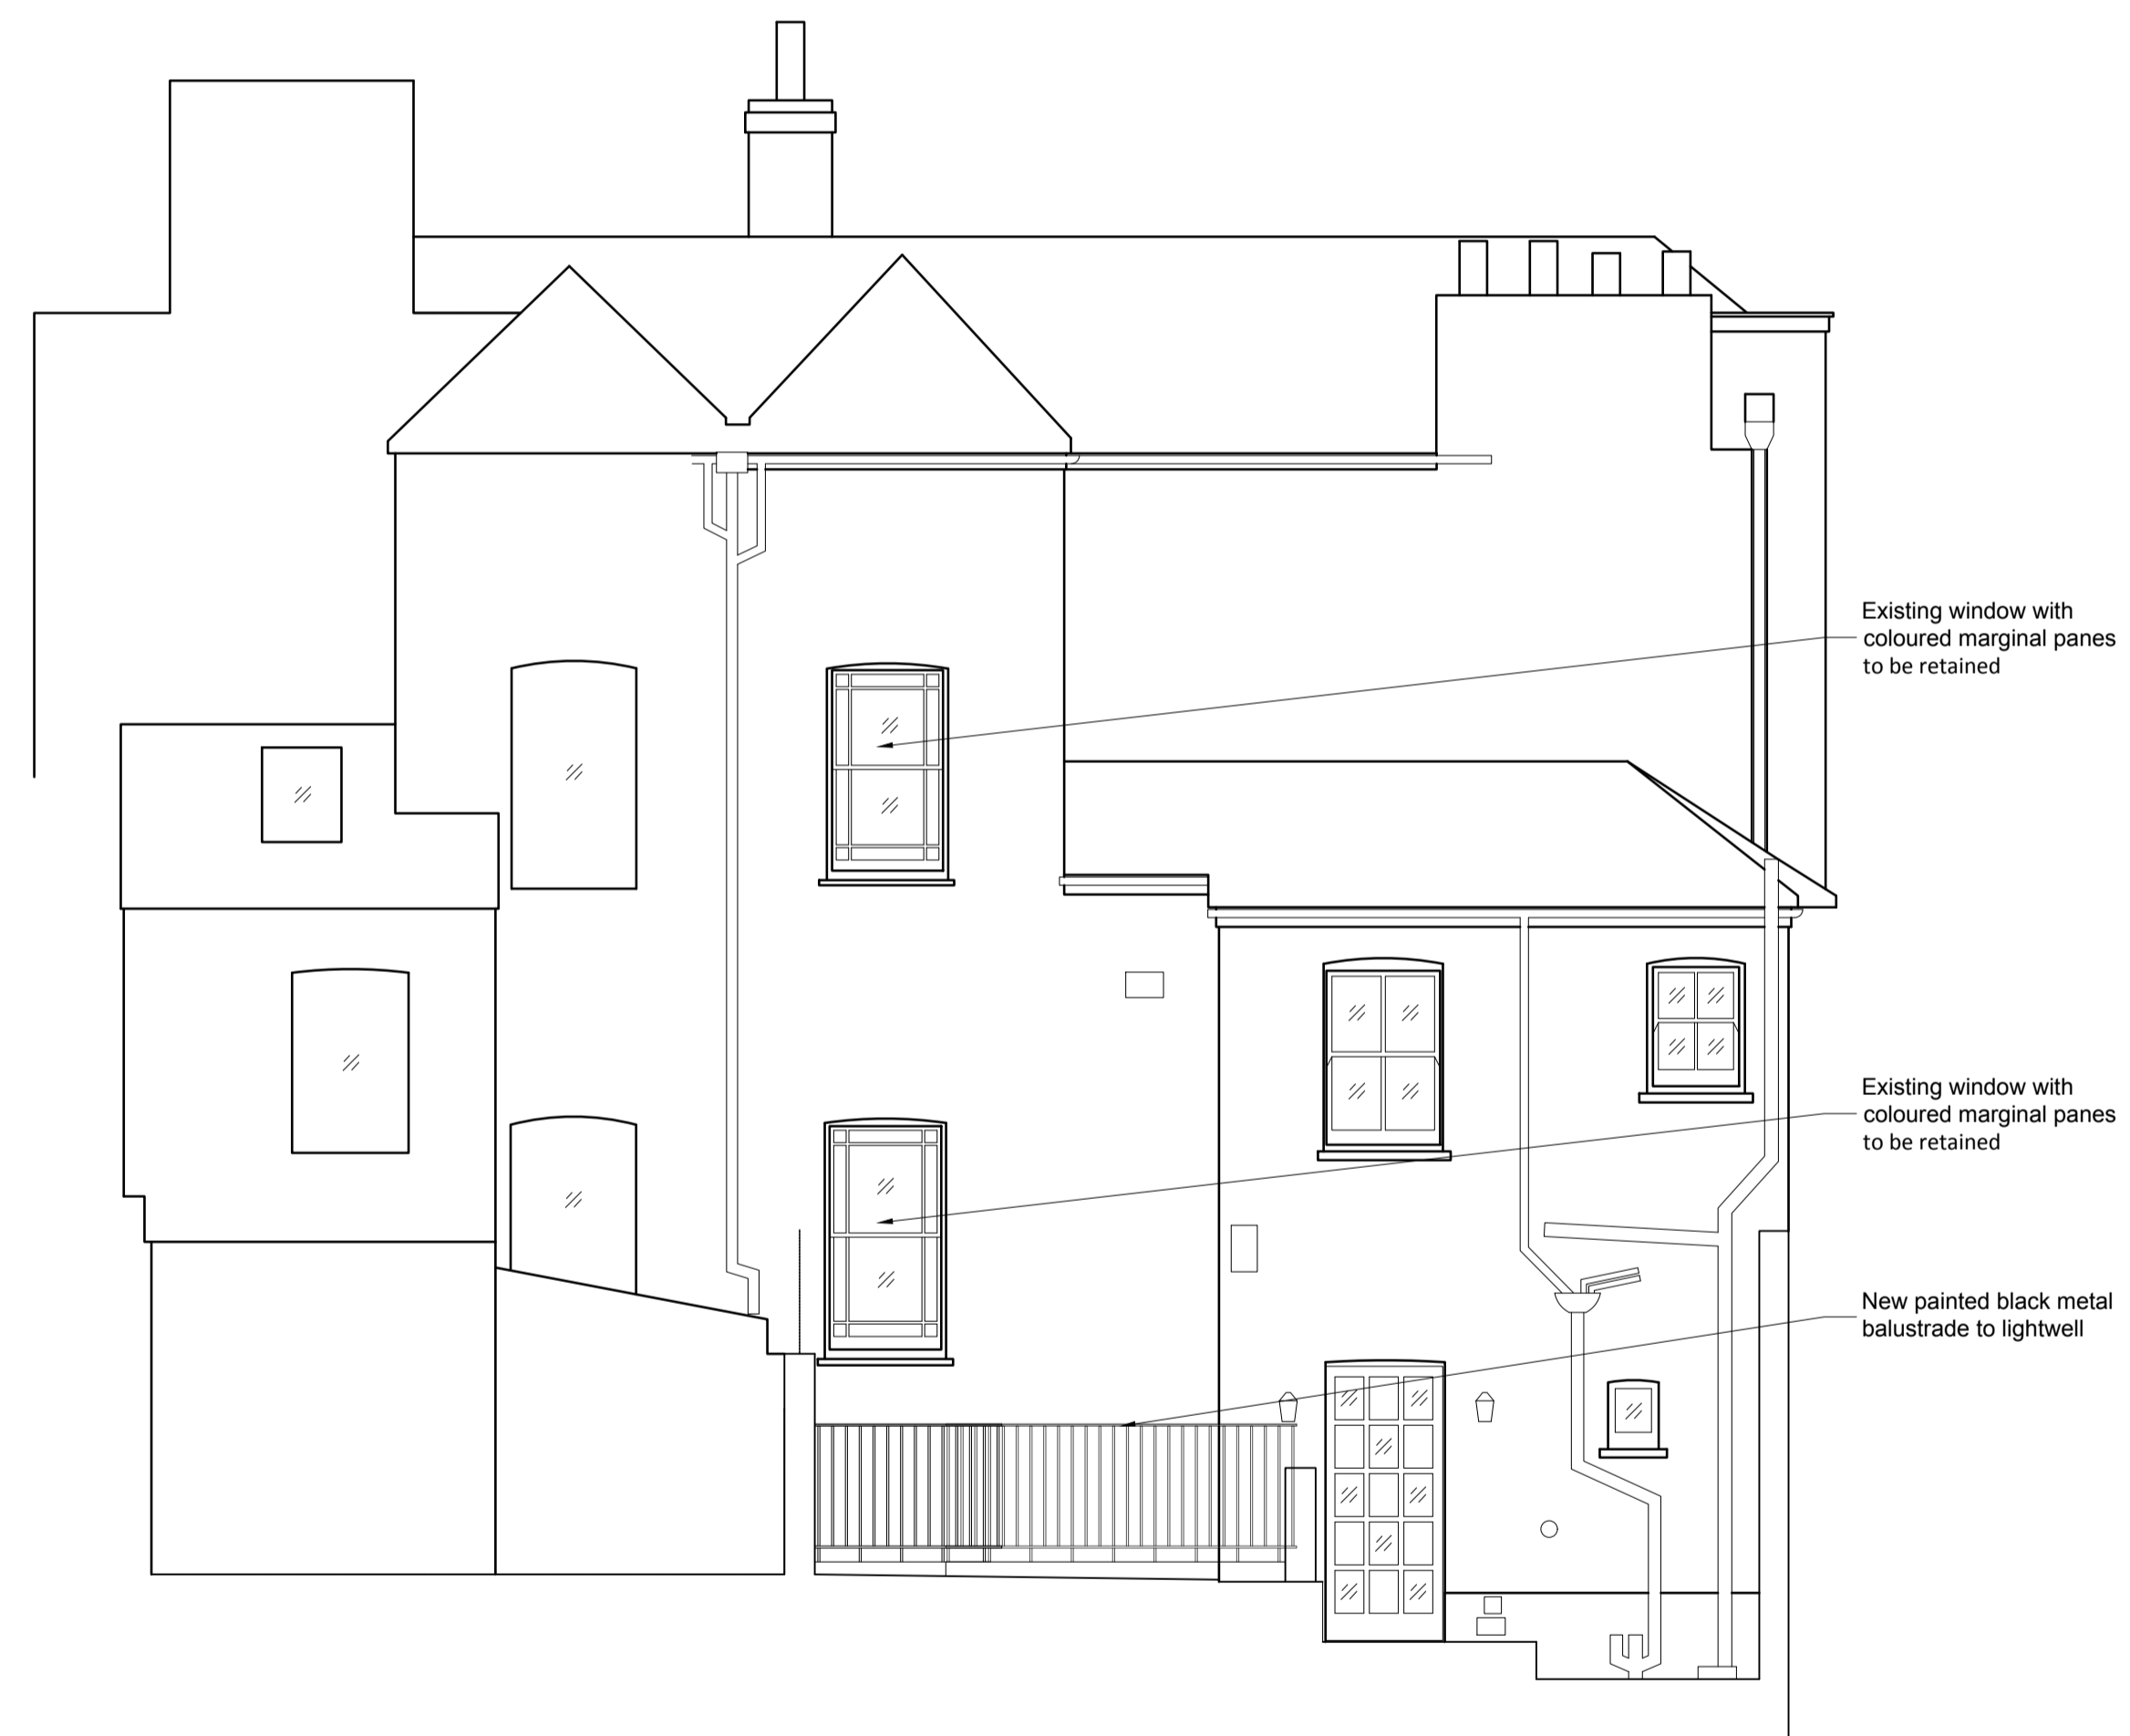 Existing window with
coloured marginal panes
to be retained
Existing window with
coloured marginal panes
to be retained
New painted black metal
balustrade to lightwell